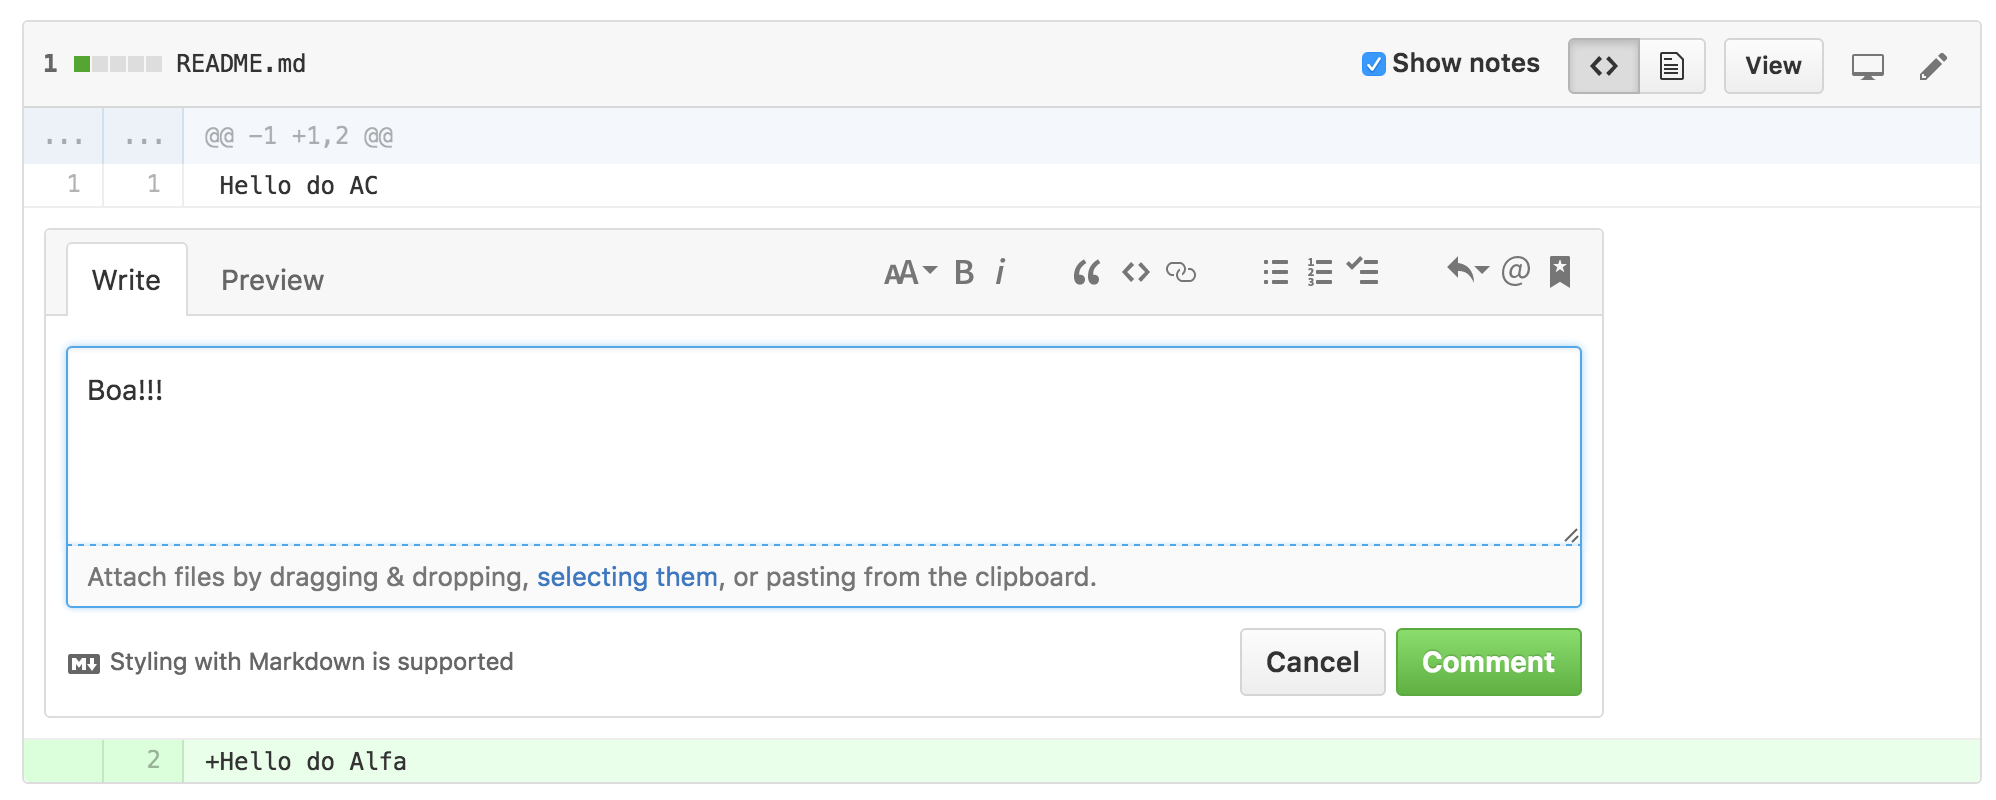 1 README.md Show notes View
... ... @@ -1 +1,2 @@
1 1 Hello do AC
Write Preview AA B i “ <> @
Boa!!!
Attach files by dragging & dropping, selecting them, or pasting from the clipboard.
M Styling with Markdown is supported Cancel Comment
2 +Hello do Alfa